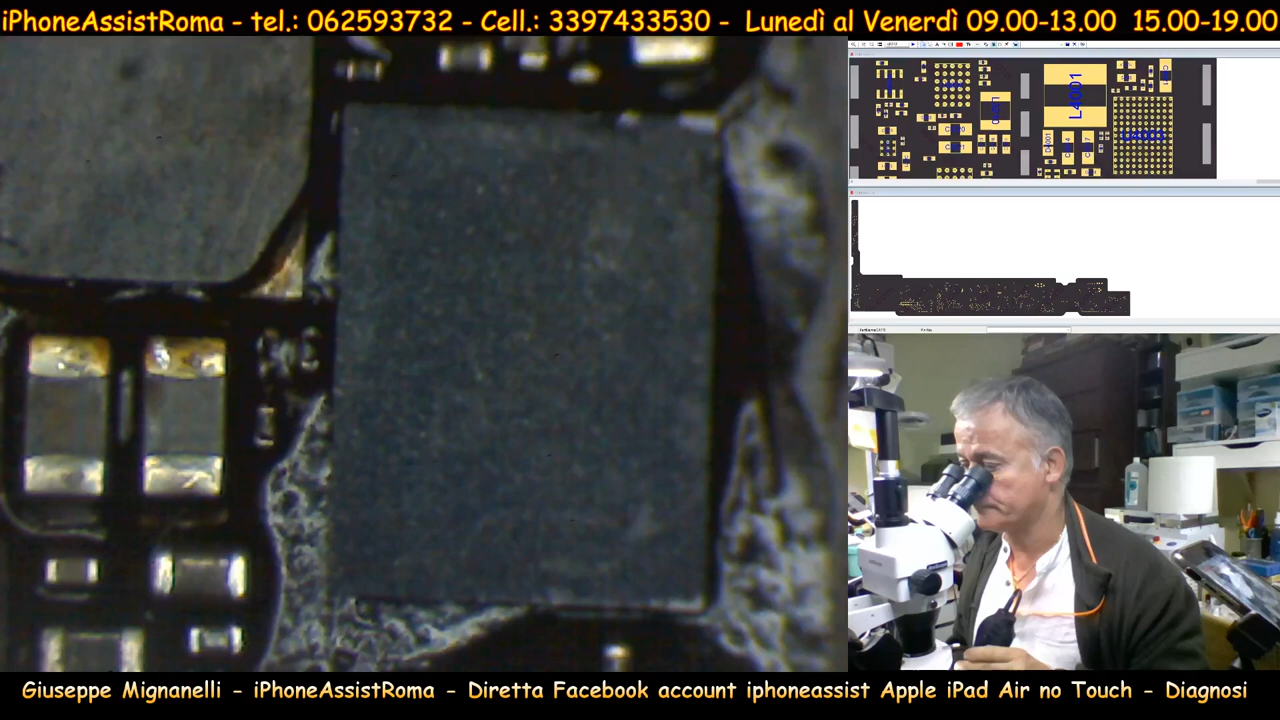 iPhoneAssistRoma - tel.: 062593732 - Cell.: 3397433530 - Lunedì al Venerdì 09.00-13.00 15.00-19.00
L4001
Giuseppe Mignanelli - iPhoneAssistRoma - Diretta Facebook account iphoneassist Apple iPad Air no Touch - Diagnosi